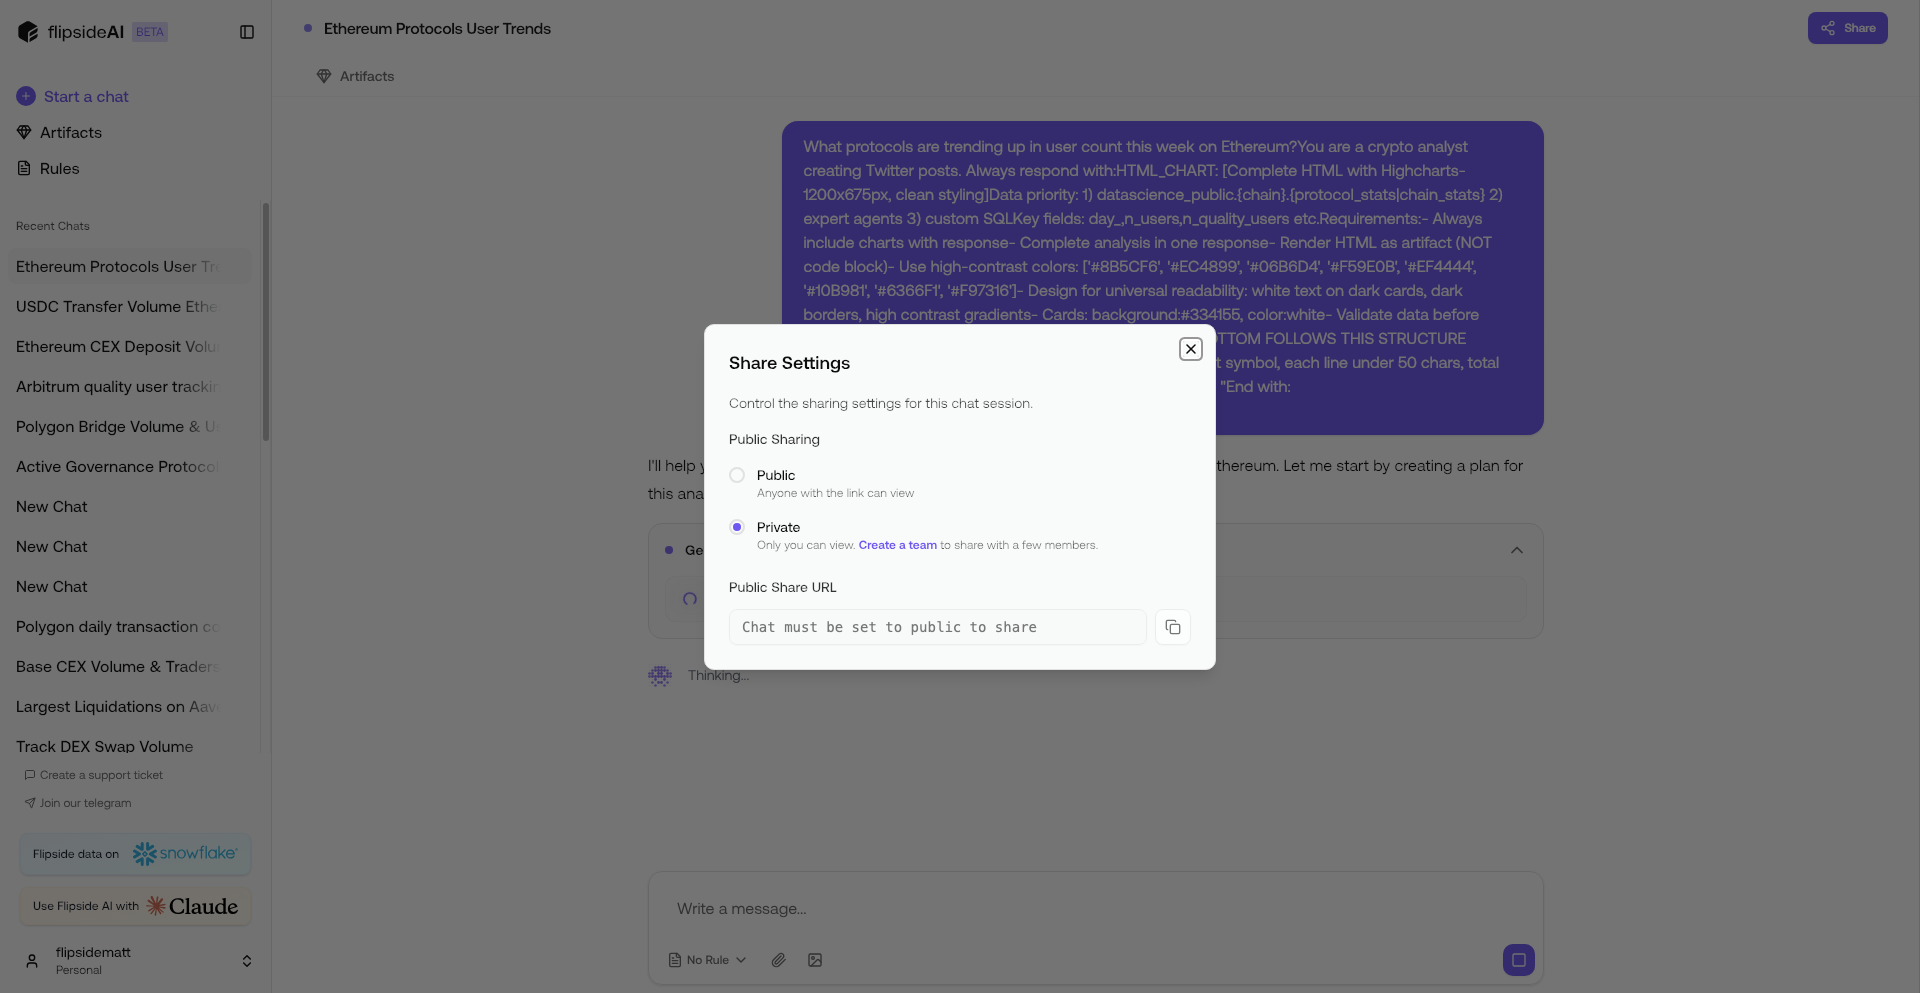 flipsideAI BETA
Start a chat
Artifacts
Rules
Recent Chats
Ethereum Protocols User Tre
USDC Transfer Volume Ether
Ethereum CEX Deposit Volu
Arbitrum quality user trackin
Polygon Bridge Volume & Us
Active Governance Protocol
New Chat
New Chat
New Chat
Polygon daily transaction co
Base CEX Volume & Traders
Largest Liquidations on Aave
Track DEX Swap Volume
Create a support ticket
Join our telegram
Flipside data on snowflake
Use Flipside AI with Claude
flipsidematt
Personal
Ethereum Protocols User Trends
Share
Artifacts
What protocols are trending up in user count this week on Ethereum?You are a crypto analyst
creating Twitter posts. Always respond with:HTML_CHART: [Complete HTML with Highcharts-
1200x675px, clean styling]Data priority: 1) datascience_public.{chain}.{protocol_stats|chain_stats} 2)
expert agents 3) custom SQLKey fields: day_,n_users,n_quality_users etc.Requirements:- Always
include charts with response- Complete analysis in one response- Render HTML as artifact (NOT
code block)- Use high-contrast colors: ['#8B5CF6', '#EC4899', '#06B6D4', '#F59E0B', '#EF4444',
'#10B981', '#6366F1', '#F97316']- Design for universal readability: white text on dark cards, dark
borders, high contrast gradients- Cards: background:#334155, color:white- Validate data before
TTOM FOLLOWS THIS STRUCTURE
t symbol, each line under 50 chars, total
"End with:
I'll help thereum. Let me start by creating a plan for
this ana
Ge
Thinking...
Share Settings
Control the sharing settings for this chat session.
Public Sharing
Public
Anyone with the link can view
Private
Only you can view. Create a team to share with a few members.
Public Share URL
Chat must be set to public to share
Write a message...
No Rule